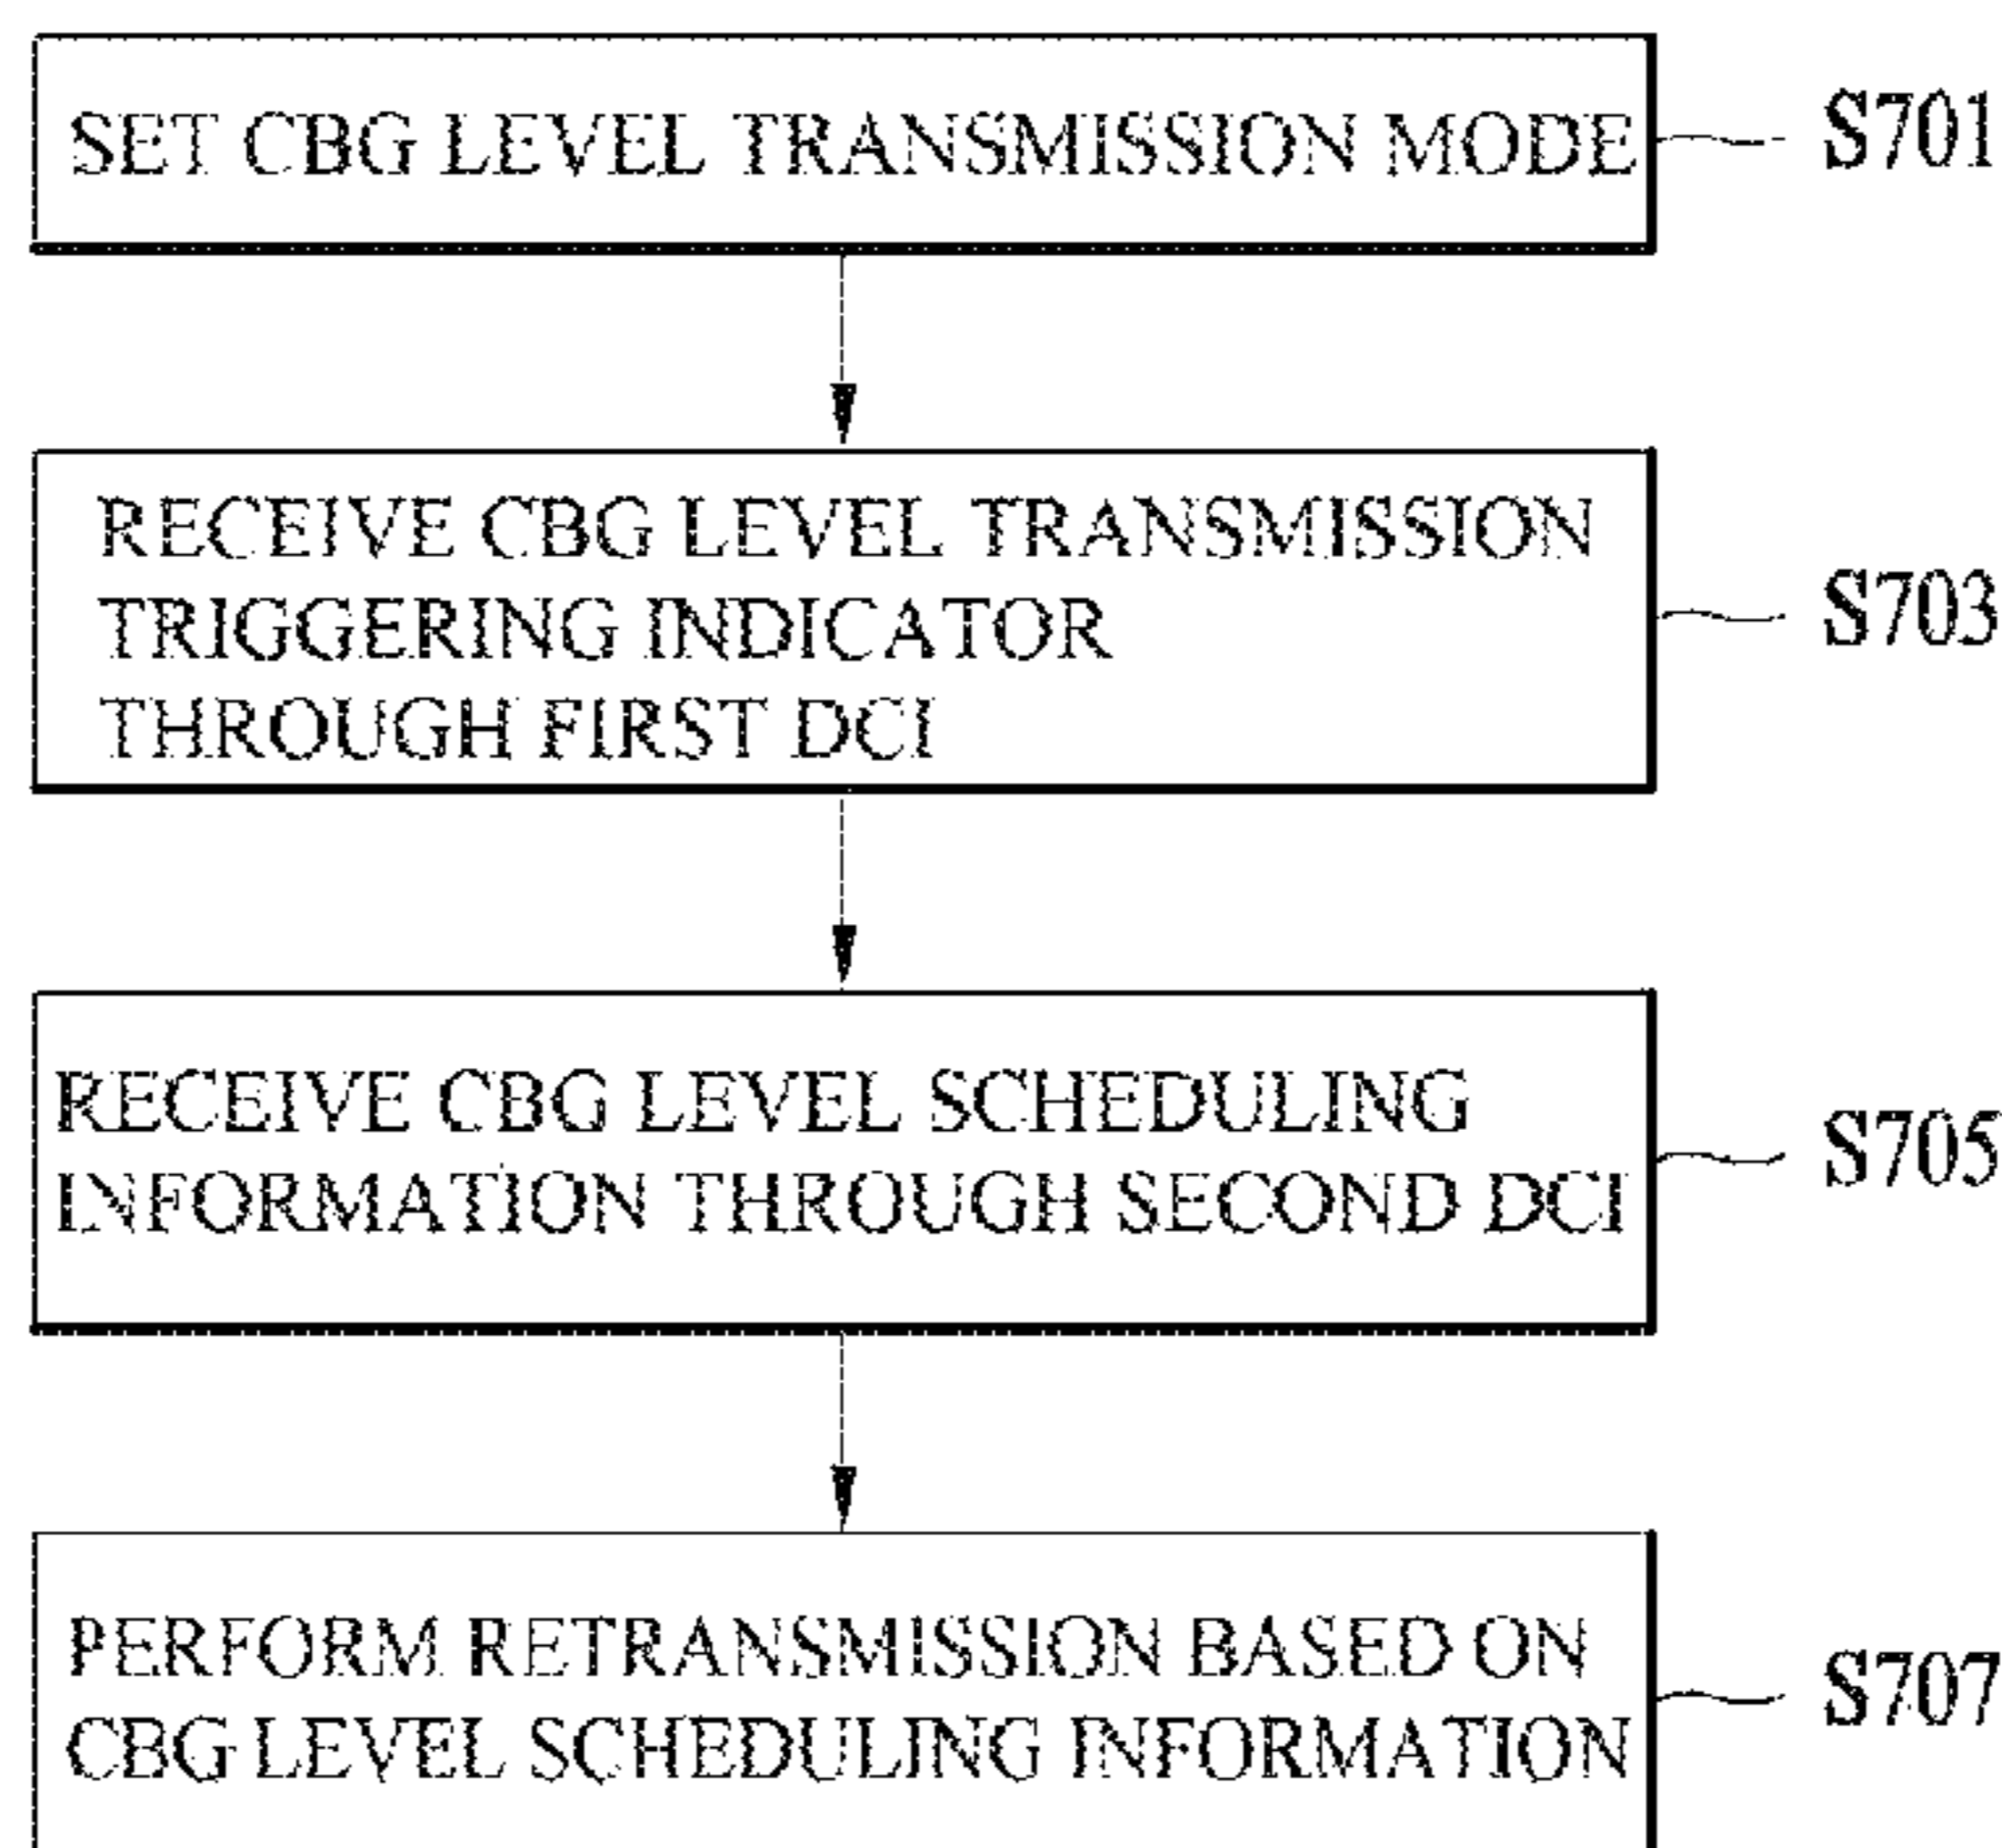 SET CBG LEVEL TRANSMISSION MODE
S701
RECEIVE CBG LEVEL TRANSMISSION
TRIGGERING INDICATOR
THROUGH FIRST DCI
S703
RECEIVE CBG LEVEL SCHEDULING
INFORMATION THROUGH SECOND DCI
S705
PERFORM RETRANSMISSION BASED ON
CBG LEVEL SCHEDULING INFORMATION
S707